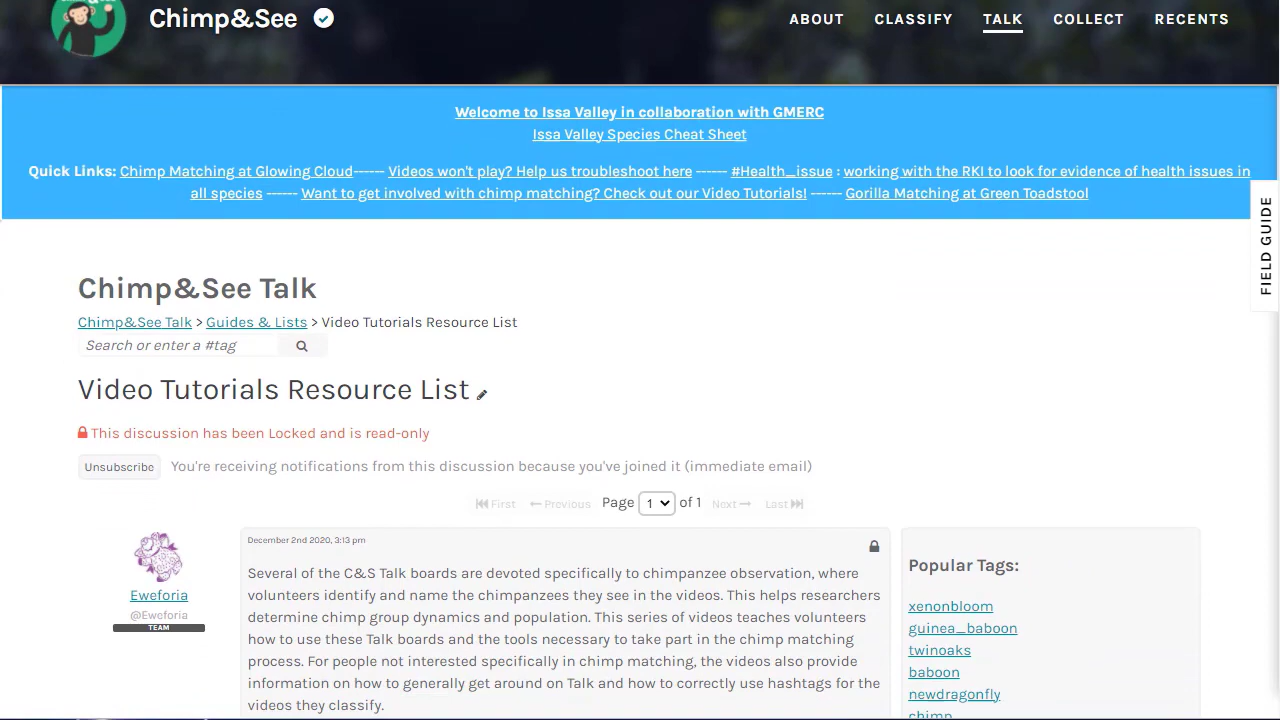 Chimp&See
ABOUT CLASSIFY TALK COLLECT RECENTS
Welcome to Issa Valley in collaboration with GMERC
Issa Valley Species Cheat Sheet
Quick Links: Chimp Matching at Glowing Cloud------ Videos won't play? Help us troubleshoot here ------ #Health_issue : working with the RKI to look for evidence of health issues in
all species ------ Want to get involved with chimp matching? Check out our Video Tutorials! ------ Gorilla Matching at Green Toadstool
FIELD GUIDE
Chimp&See Talk
Chimp&See Talk > Guides & Lists > Video Tutorials Resource List
Search or enter a #tag
Video Tutorials Resource List
This discussion has been Locked and is read-only
Unsubscribe You're receiving notifications from this discussion because you've joined it (immediate email)
First Previous Page 1 of 1 Next Last
Eweforia
@Eweforia
TEAM
December 2nd 2020, 3:13 pm
Several of the C&S Talk boards are devoted specifically to chimpanzee observation, where
volunteers identify and name the chimpanzees they see in the videos. This helps researchers
determine chimp group dynamics and population. This series of videos teaches volunteers
how to use these Talk boards and the tools necessary to take part in the chimp matching
process. For people not interested specifically in chimp matching, the videos also provide
information on how to generally get around on Talk and how to correctly use hashtags for the
videos they classify.
Popular Tags:
xenonbloom
guinea_baboon
twinoaks
baboon
newdragonfly
chimp